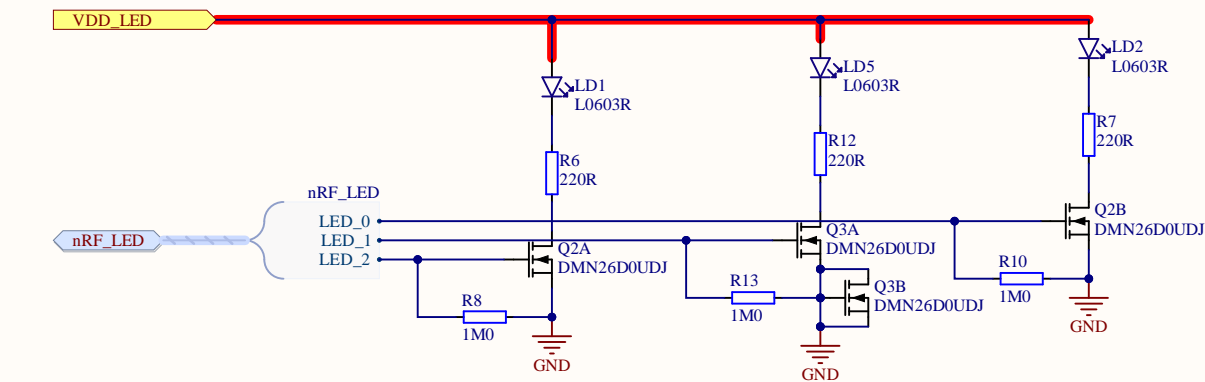 VDD_LED
LD1
L0603R
LD5
L0603R
LD2
L0603R
R6
220R
R12
220R
R7
220R
nRF_LED
nRF_LED
LED_0
LED_1
LED_2
Q2A
DMN26D0UDJ
Q3A
DMN26D0UDJ
Q2B
DMN26D0UDJ
R8
1M0
R13
1M0
Q3B
DMN26D0UDJ
R10
1M0
GND
GND
GND